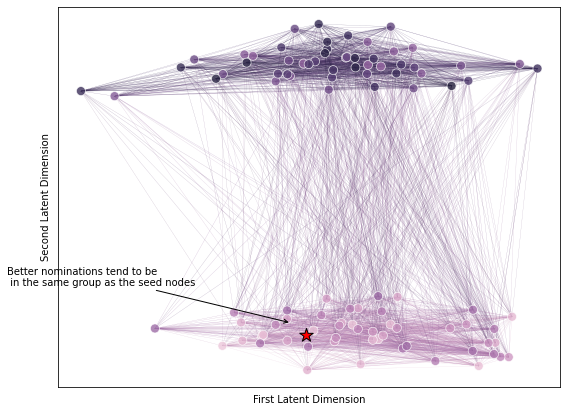 Second Latent Dimension
Better nominations tend to be
in the same group as the seed nodes
First Latent Dimension